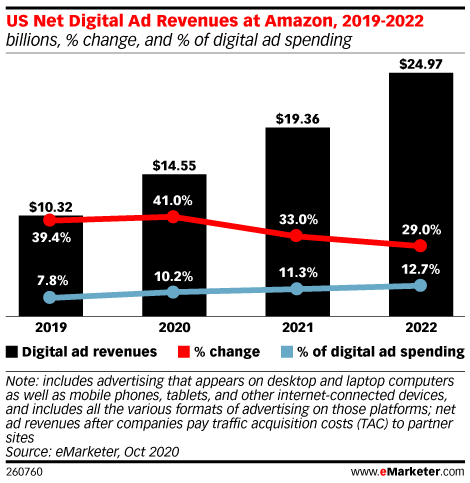 US Net Digital Ad Revenues at Amazon, 2019-2022
billions, % change, and % of digital ad spending
$24.97
$19.36
$14.55
$10.32
41.0%
39.4%
33.0%
29.0%
7.8%
10.2%
11.3%
12.7%
2019 2020 2021 2022
Digital ad revenues % change % of digital ad spending
Note: includes advertising that appears on desktop and laptop computers
as well as mobile phones, tablets, and other internet-connected devices,
and includes all the various formats of advertising on those platforms; net
ad revenues after companies pay traffic acquisition costs (TAC) to partner
sites
Source: eMarketer, Oct 2020
260760 www.eMarketer.com